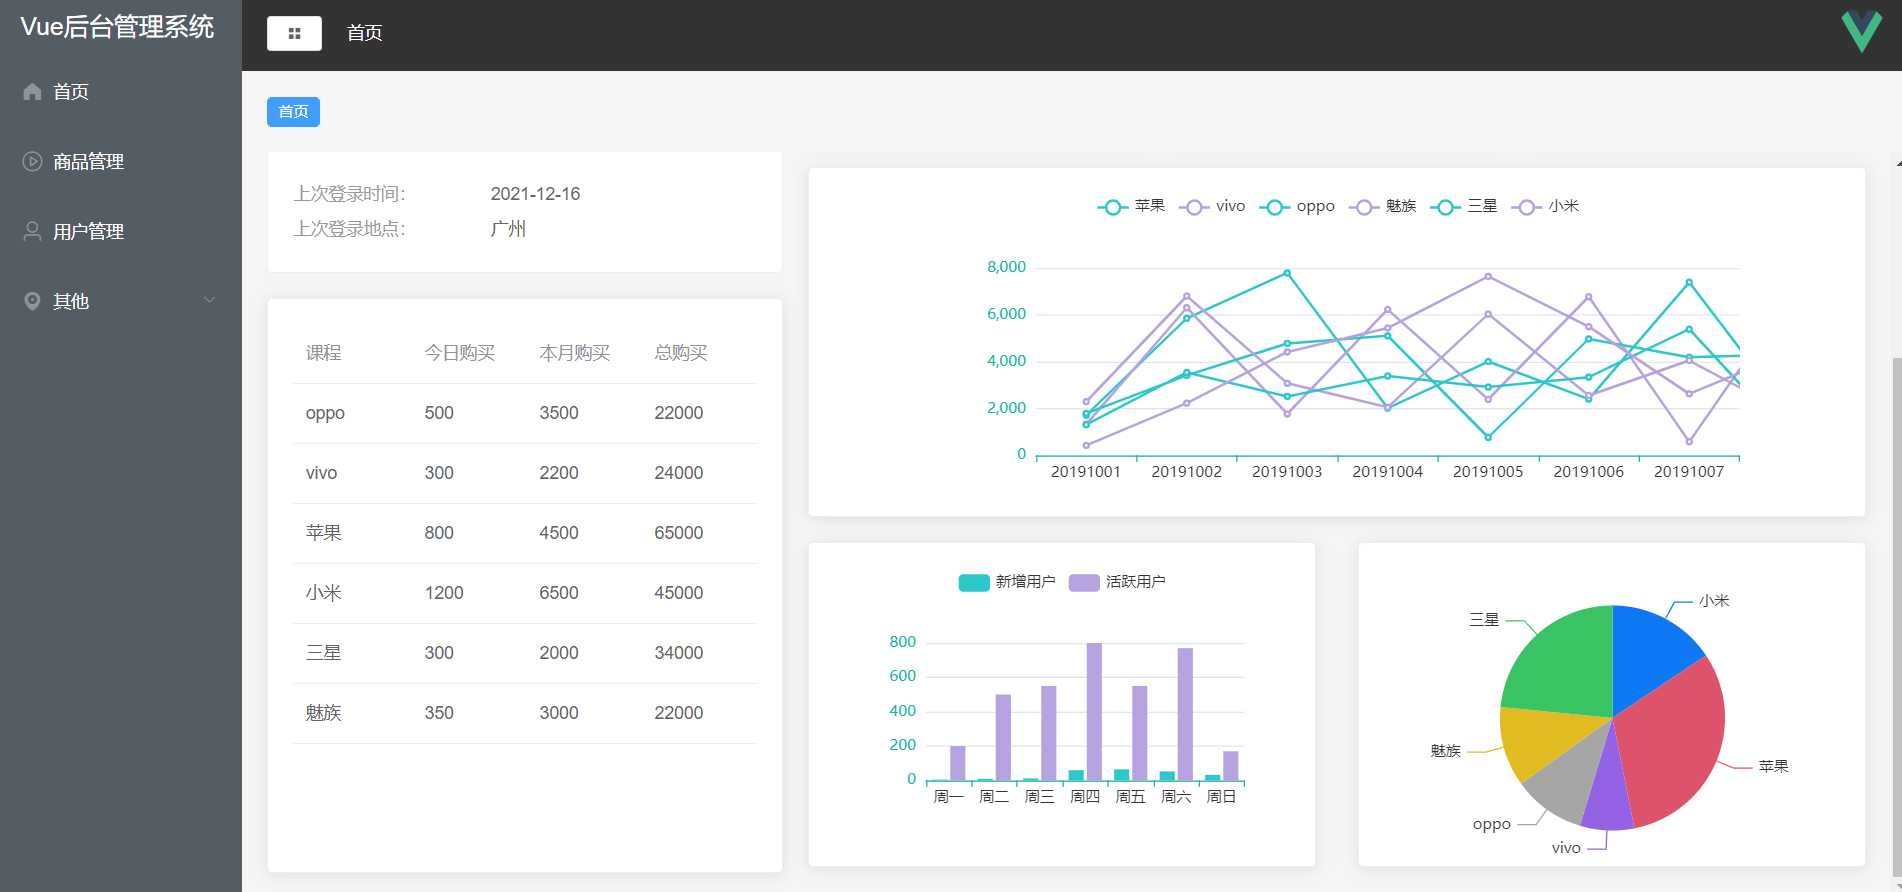 Vue后台管理系统
首页
商品管理
用户管理
其他
首页
首页
上次登录时间: 2021-12-16
上次登录地点: 广州
课程 今日购买 本月购买 总购买
oppo 500 3500 22000
vivo 300 2200 24000
苹果 800 4500 65000
小米 1200 6500 45000
三星 300 2000 34000
魅族 350 3000 22000
苹果 vivo oppo 魅族 三星 小米
8,000
6,000
4,000
2,000
0
20191001 20191002 20191003 20191004 20191005 20191006 20191007
新增用户 活跃用户
800
600
400
200
0
周一 周二 周三 周四 周五 周六 周日
小米
三星
魅族
苹果
oppo
vivo